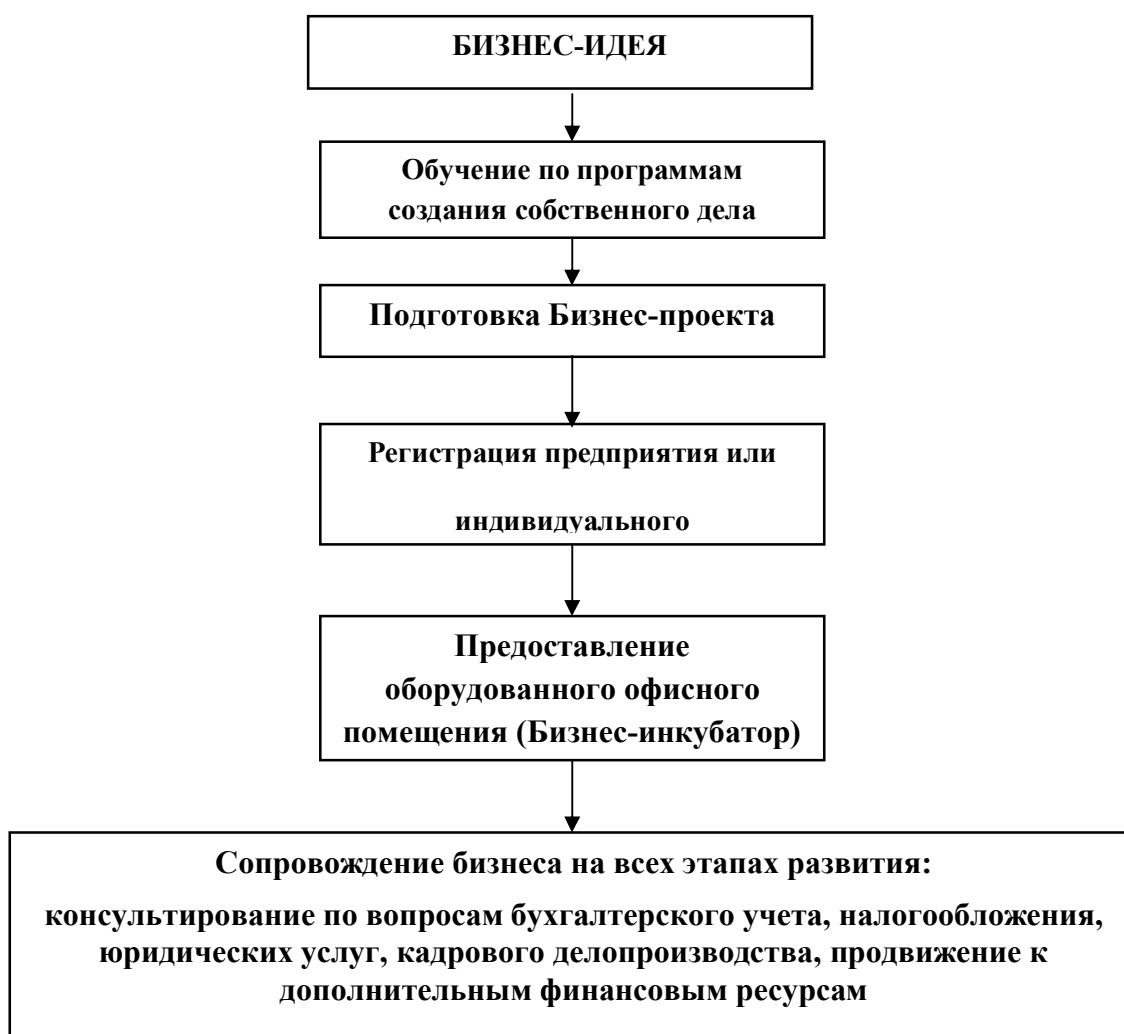 БИЗНЕС-ИДЕЯ
Обучение по программам
создания собственного дела
Подготовка Бизнес-проекта
Регистрация предприятия или
индивидуального
Предоставление
оборудованного офисного
помещения (Бизнес-инкубатор)
Сопровождение бизнеса на всех этапах развития:
консультирование по вопросам бухгалтерского учета, налогообложения,
юридических услуг, кадрового делопроизводства, продвижение к
дополнительным финансовым ресурсам